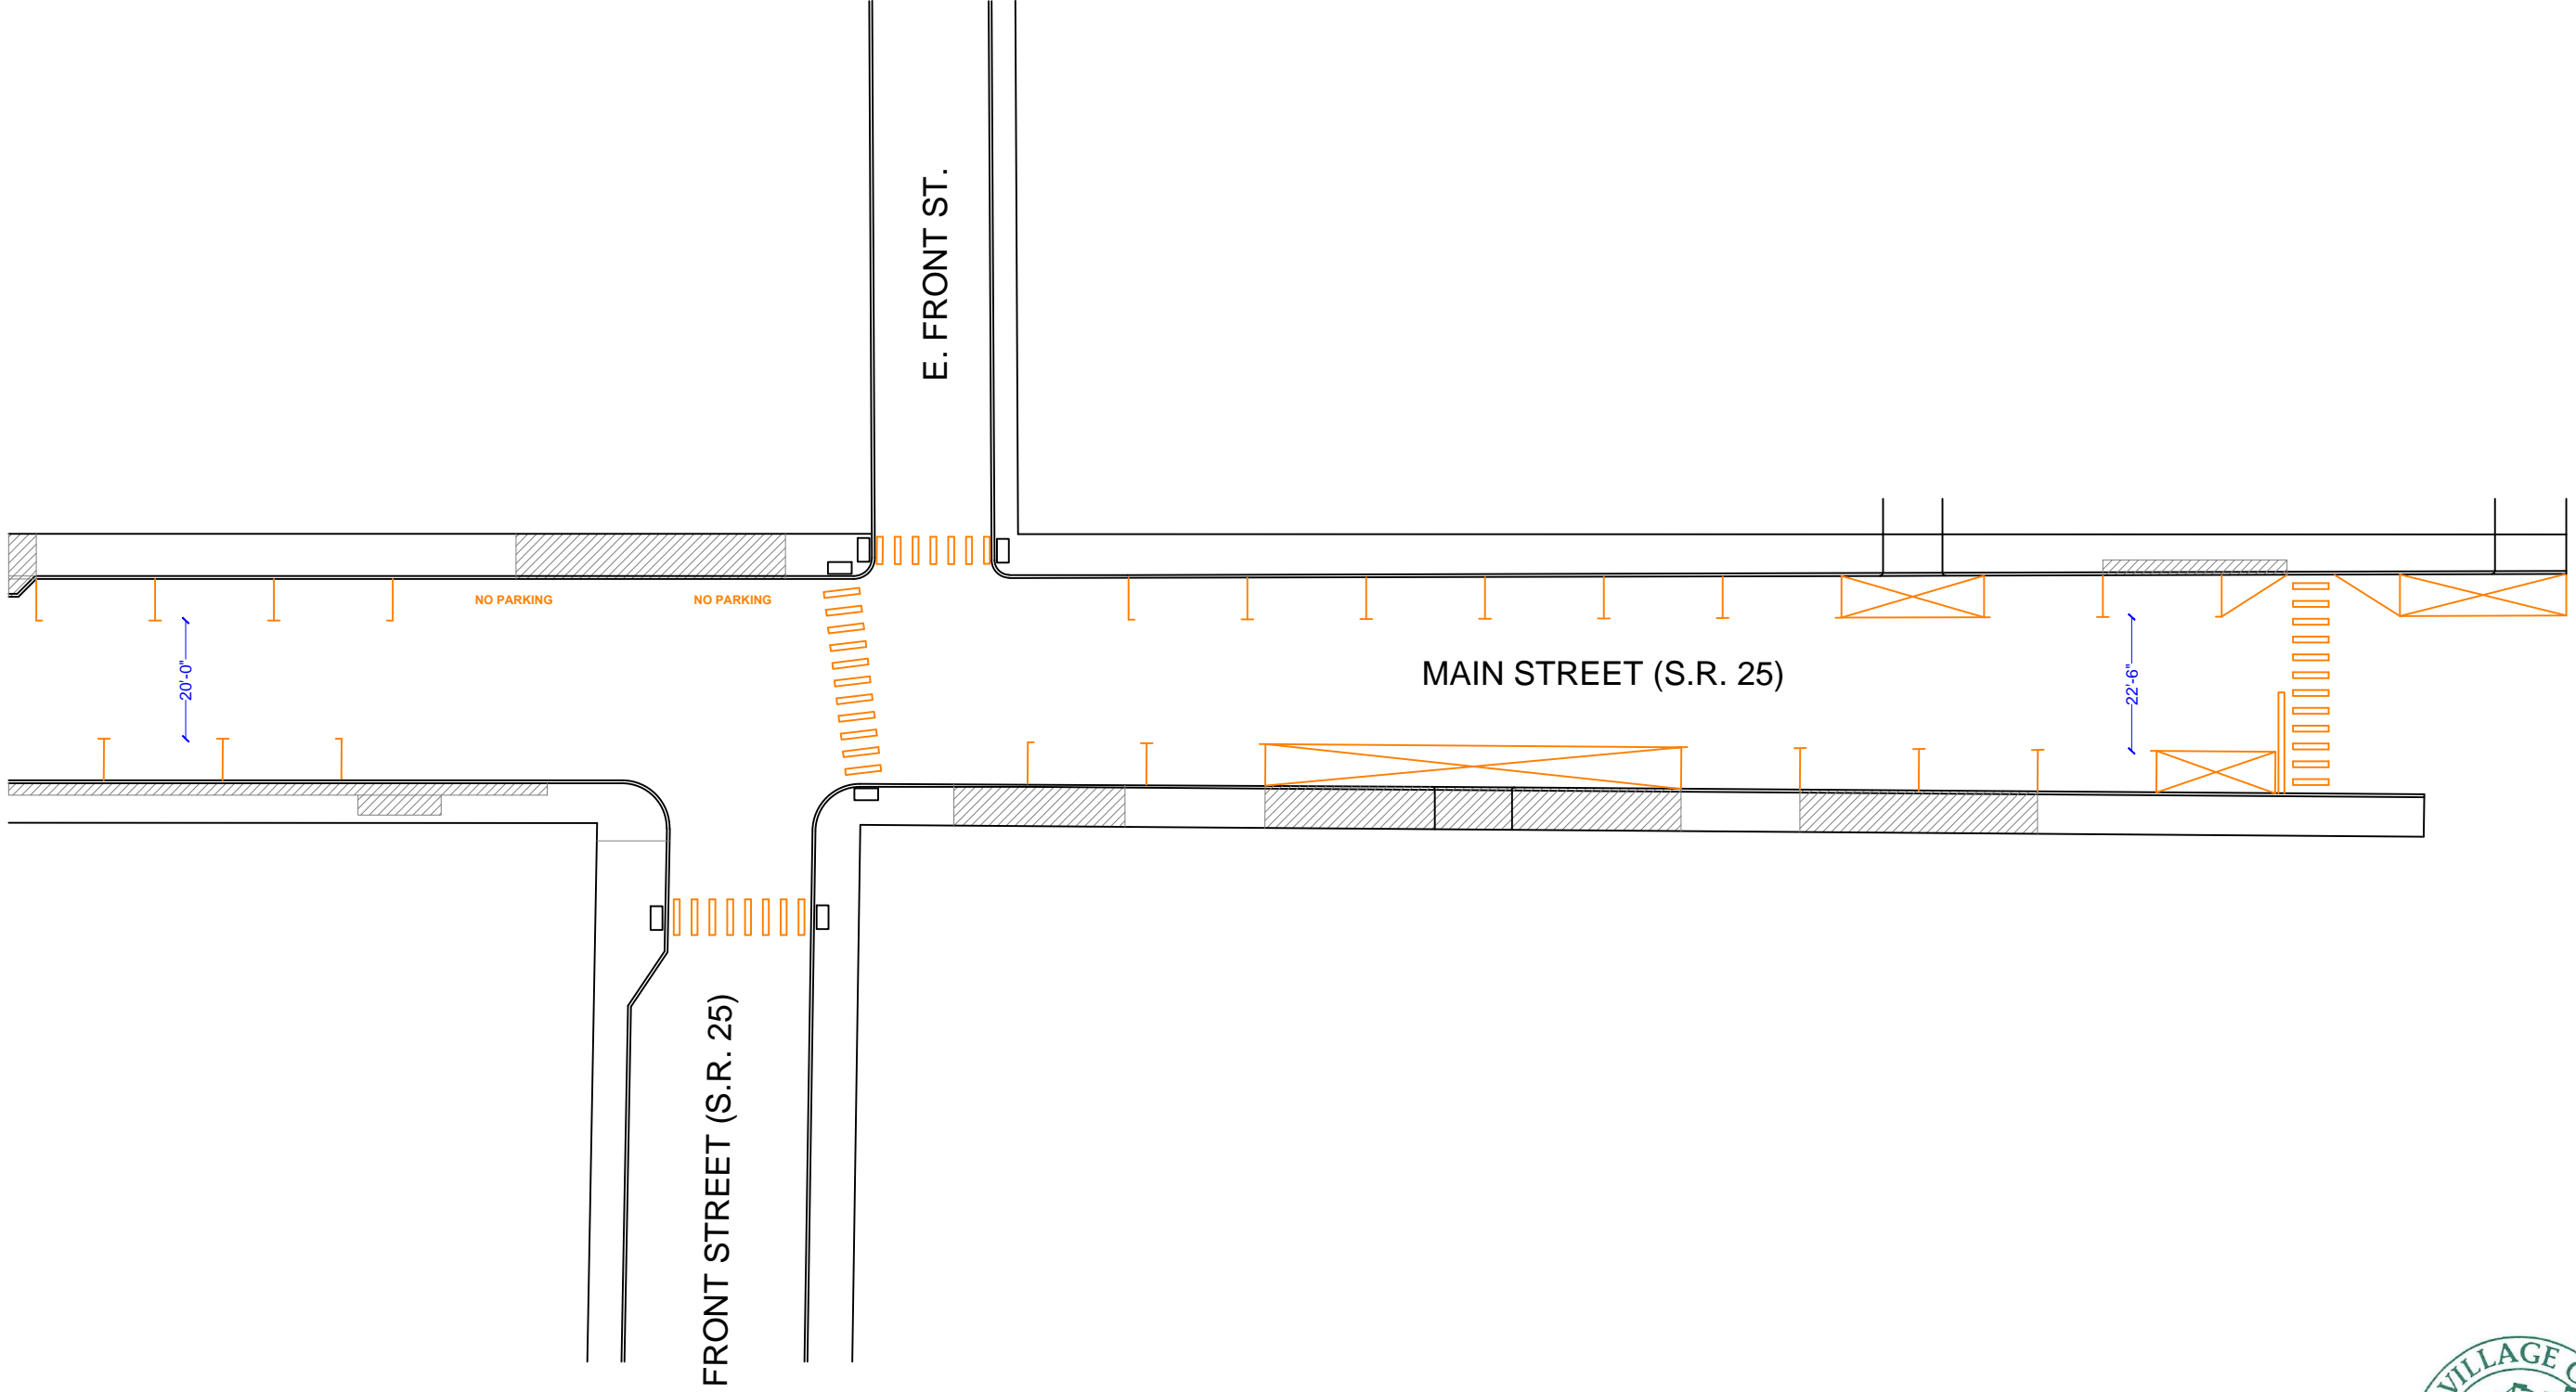 E. FRONT ST.
NO PARKING
NO PARKING
20'-0"
MAIN STREET (S.R. 25)
22'-6"
FRONT STREET (S.R. 25)
VILLAGE